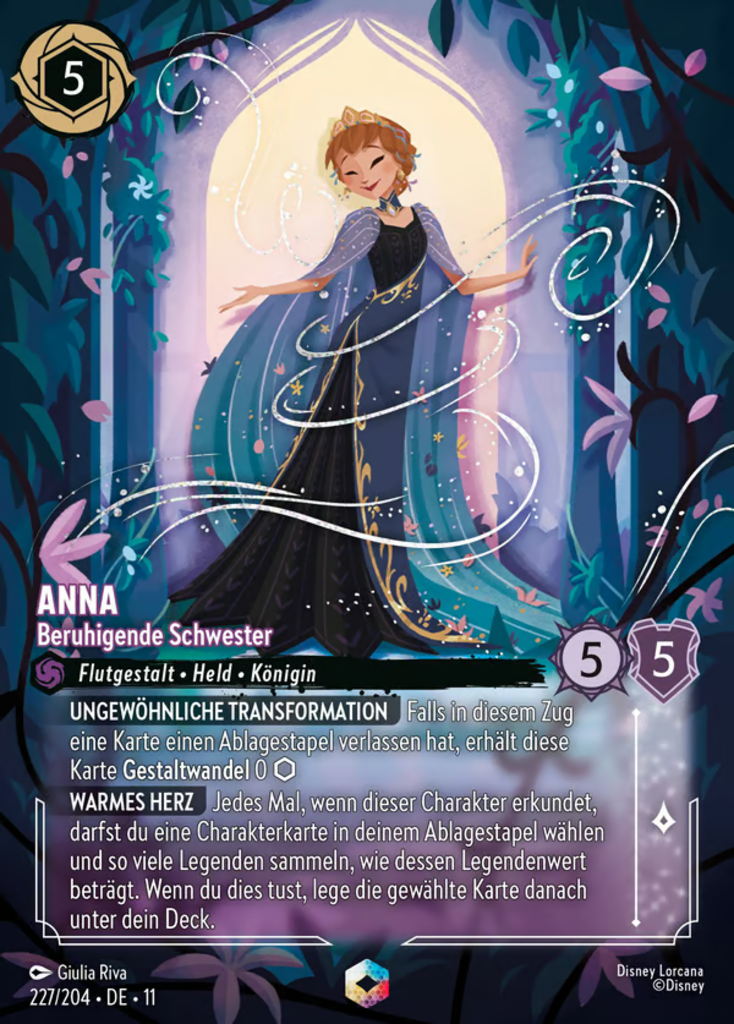 5
ANNA
Beruhigende Schwester
Flutgestalt • Held • Königin
5
5
UNGEWÖHNLICHE TRANSFORMATION Falls in diesem Zug
eine Karte einen Ablagestapel verlassen hat, erhält diese
Karte Gestaltwandel 0 ⬡
WARMES HERZ Jedes Mal, wenn dieser Charakter erkundet,
darfst du eine Charakterkarte in deinem Ablagestapel wählen
und so viele Legenden sammeln, wie dessen Legendenwert
beträgt. Wenn du dies tust, lege die gewählte Karte danach
unter dein Deck.
Giulia Riva
227/204 • DE • 11
Disney Lorcana
©Disney